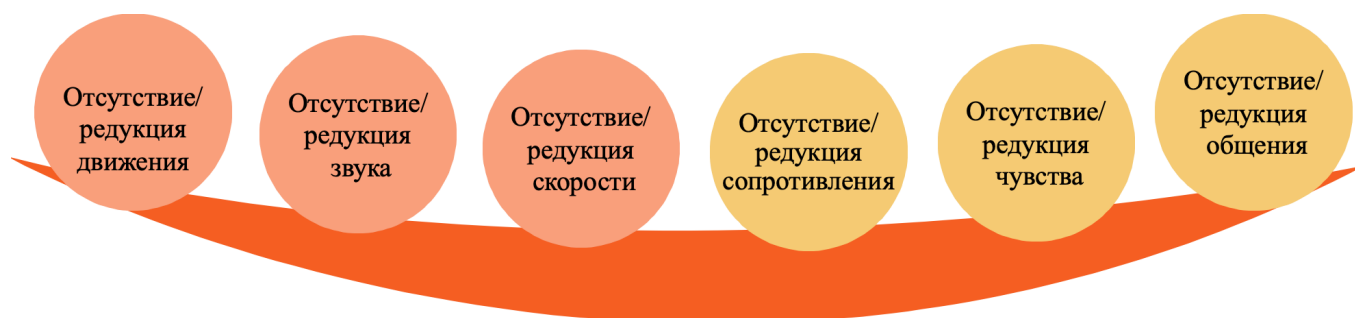 Отсутствие/
редукция
движения
Отсутствие/
редукция
звука
Отсутствие/
редукция
скорости
Отсутствие/
редукция
сопротивления
Отсутствие/
редукция
чувства
Отсутствие/
редукция
общения